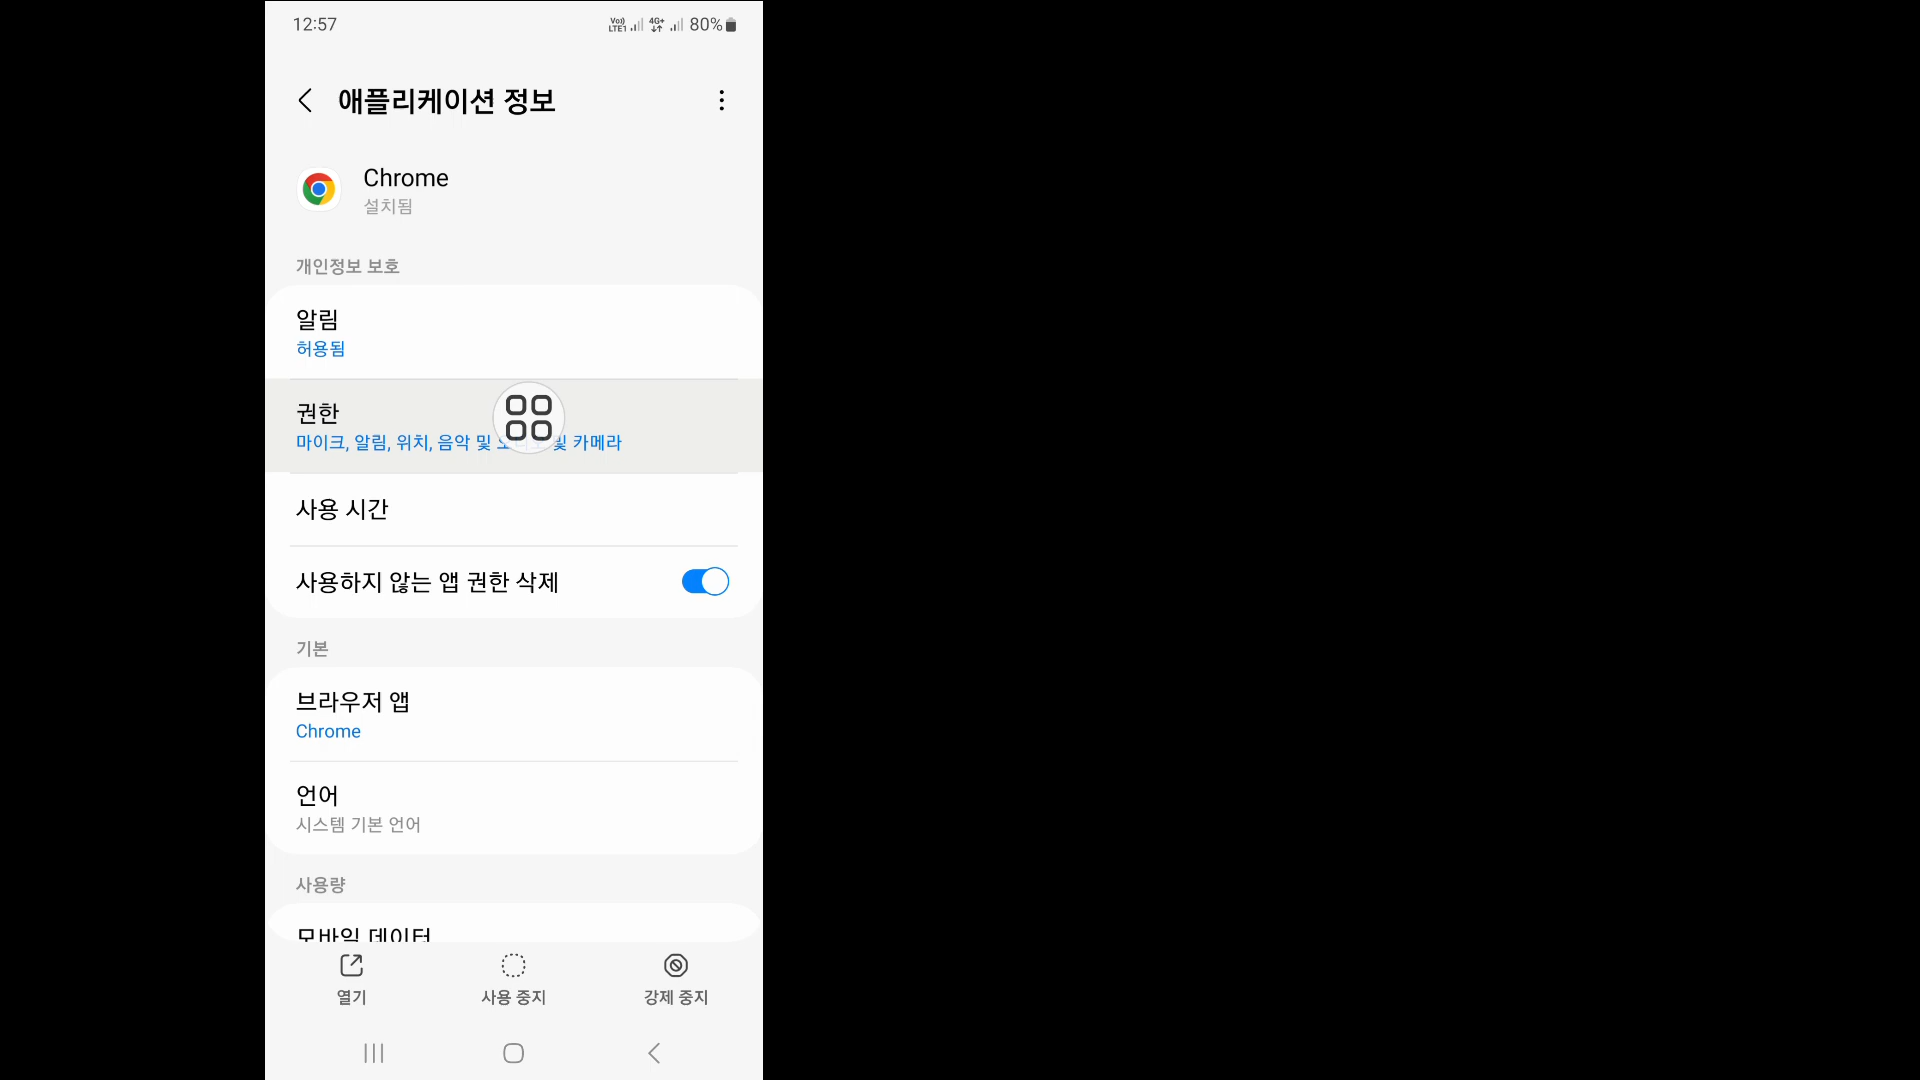 12:57
Vo)) LTE1 4G+ 80%
애플리케이션 정보
Chrome
설치됨
개인정보 보호
알림
허용됨
권한
마이크, 알림, 위치, 음악 및 및 카메라
사용 시간
사용하지 않는 앱 권한 삭제
기본
브라우저 앱
Chrome
언어
시스템 기본 언어
사용량
모바일 데이터
열기
사용 중지
강제 중지